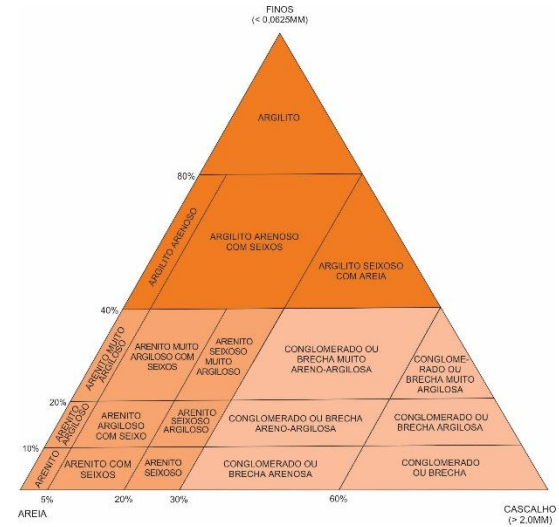 FINOS
(< 0,0625MM)
ARGILITO
80%
ARGILITO ARENOSO
ARGILITO ARENOSO
COM SEIXOS
ARGILITO SEIXOSO
COM AREIA
40%
ARENITO MUITO
ARGILOSO
ARENITO MUITO
ARGILOSO COM
SEIXOS
ARENITO
SEIXOSO
MUITO
ARGILOSO
CONGLOMERADO OU
BRECHA MUITO
ARENO-ARGILOSA
CONGLOME-
RADO OU
BRECHA MUITO
ARGILOSA
20%
ARENITO
ARGILOSO
ARENITO
ARGILOSO
COM SEIXO
ARENITO
SEIXOSO
ARGILOSO
CONGLOMERADO OU BRECHA
ARENO-ARGILOSA
CONGLOMERADO OU
BRECHA ARGILOSA
10%
ARENITO
ARENITO COM
SEIXOS
ARENITO
SEIXOSO
CONGLOMERADO OU
BRECHA ARENOSA
CONGLOMERADO
OU BRECHA
5%
20%
30%
60%
AREIA
CASCALHO
(> 2,0MM)